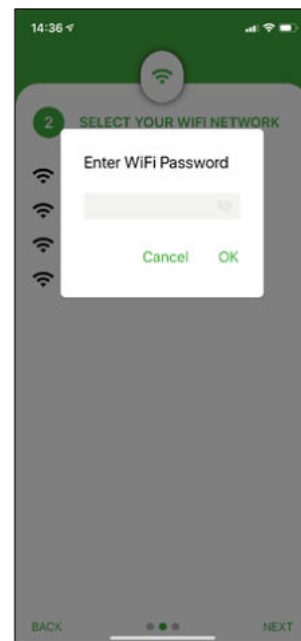 14:36
2 SELECT YOUR WIFI NETWORK
Enter WiFi Password
Cancel OK
BACK NEXT